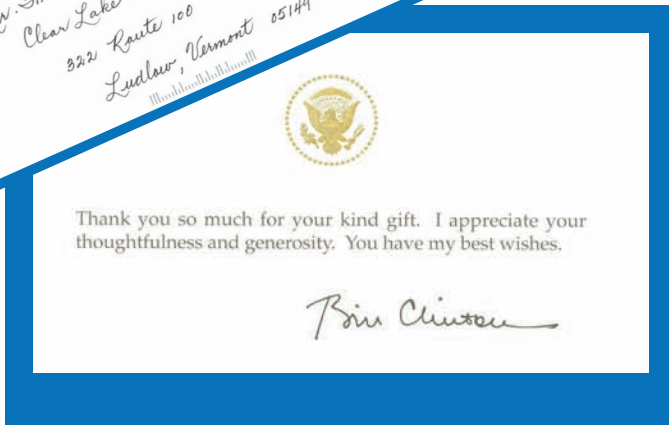 Clear Lake
322 Route 100
Ludlow, Vermont 05149
Thank you so much for your kind gift. I appreciate your
thoughtfulness and generosity. You have my best wishes.
Bill Clinton